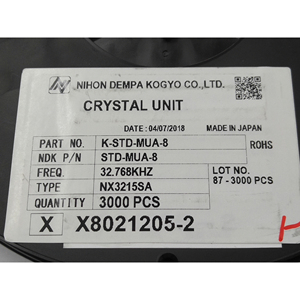 NIHON DEMPA KOGYO CO.,LTD.
CRYSTAL UNIT
DATE : 04/07/2018 MADE IN JAPAN
PART NO. K-STD-MUA-8 ROHS
NDK P/N STD-MUA-8
FREQ. 32.768KHZ LOT NO.
TYPE NX3215SA 87 - 3000 PCS
QUANTITY 3000 PCS
X X8021205-2